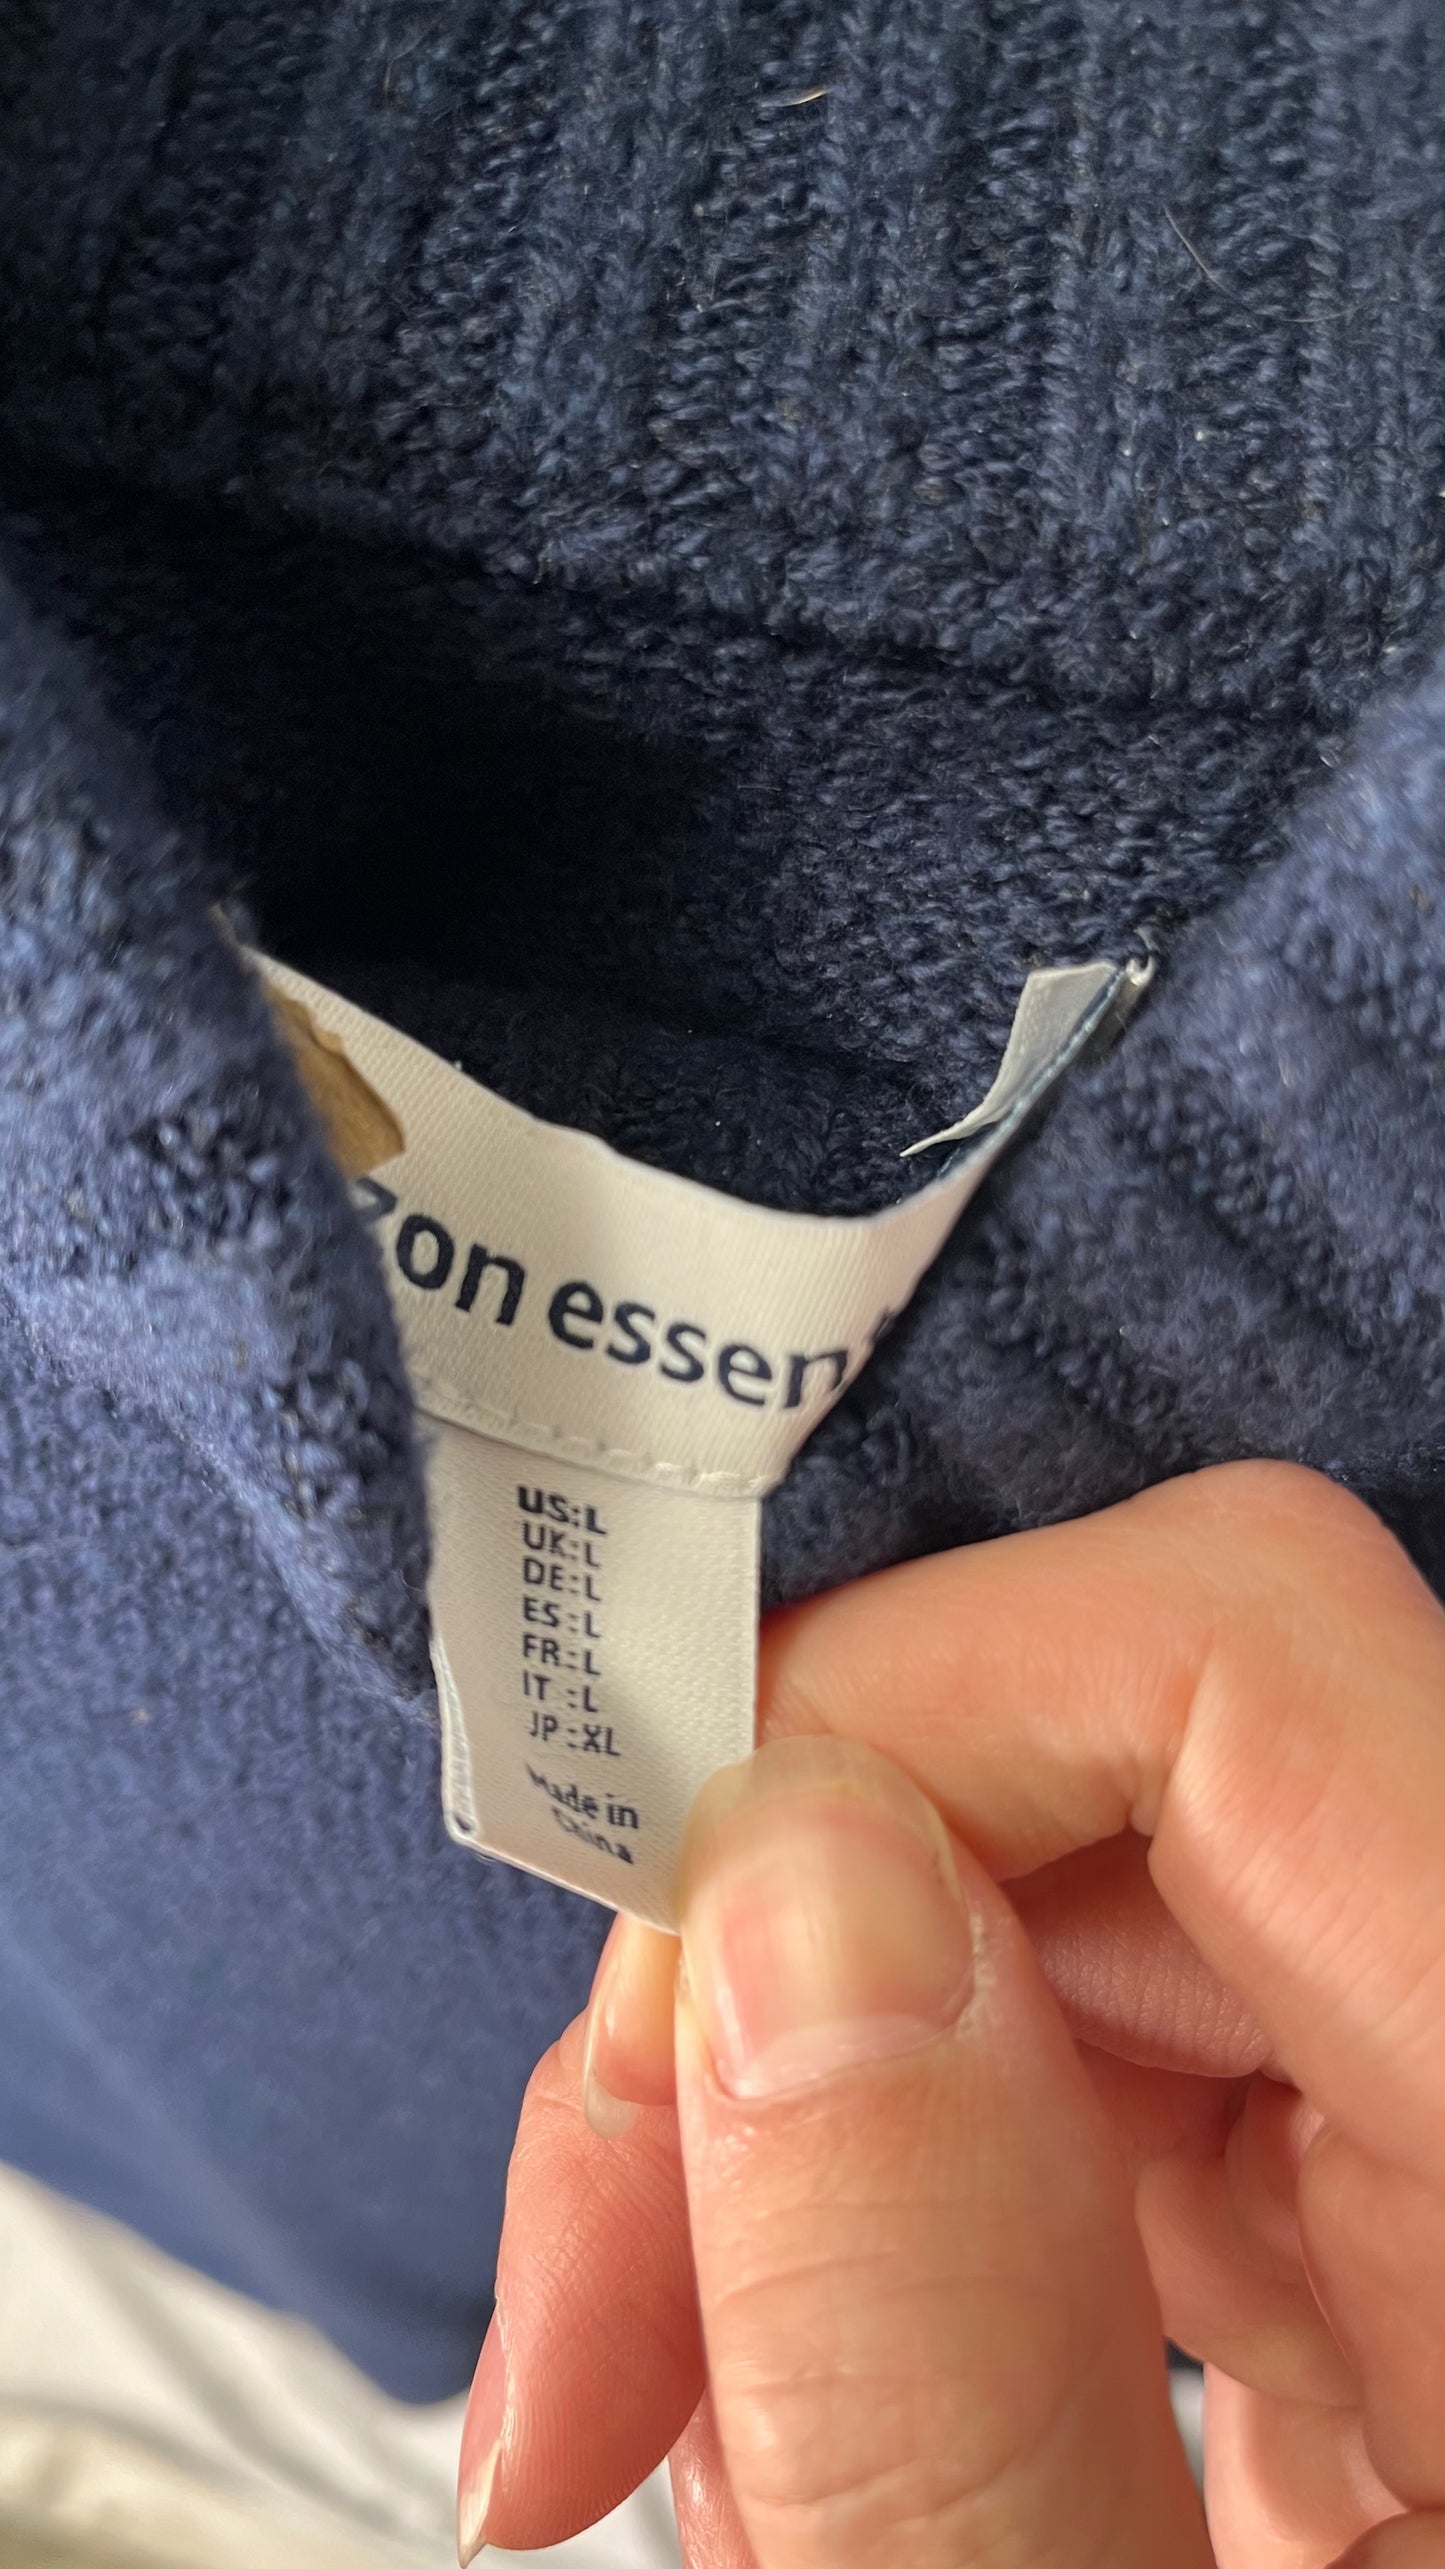 zon essen
US:L
UK:L
DE:L
ES:L
FR:L
IT :L
JP:XL
Made in
China